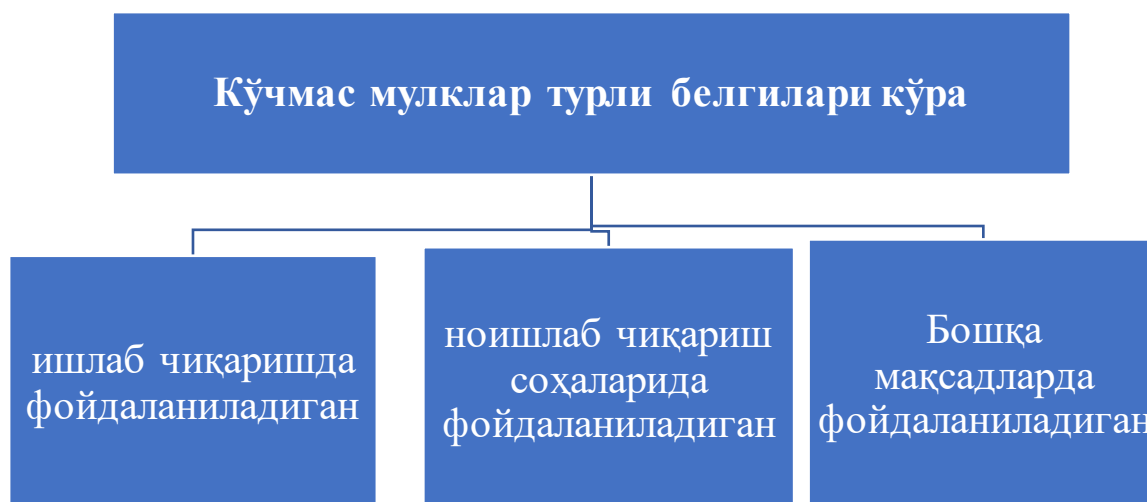 Кўчмас мулклар турли белгилари кўра
ишлаб чиқаришда
фойдаланиладиган
ноишлаб чиқариш
соҳаларида
фойдаланиладиган
Бошқа
мақсадларда
фойдаланиладиган